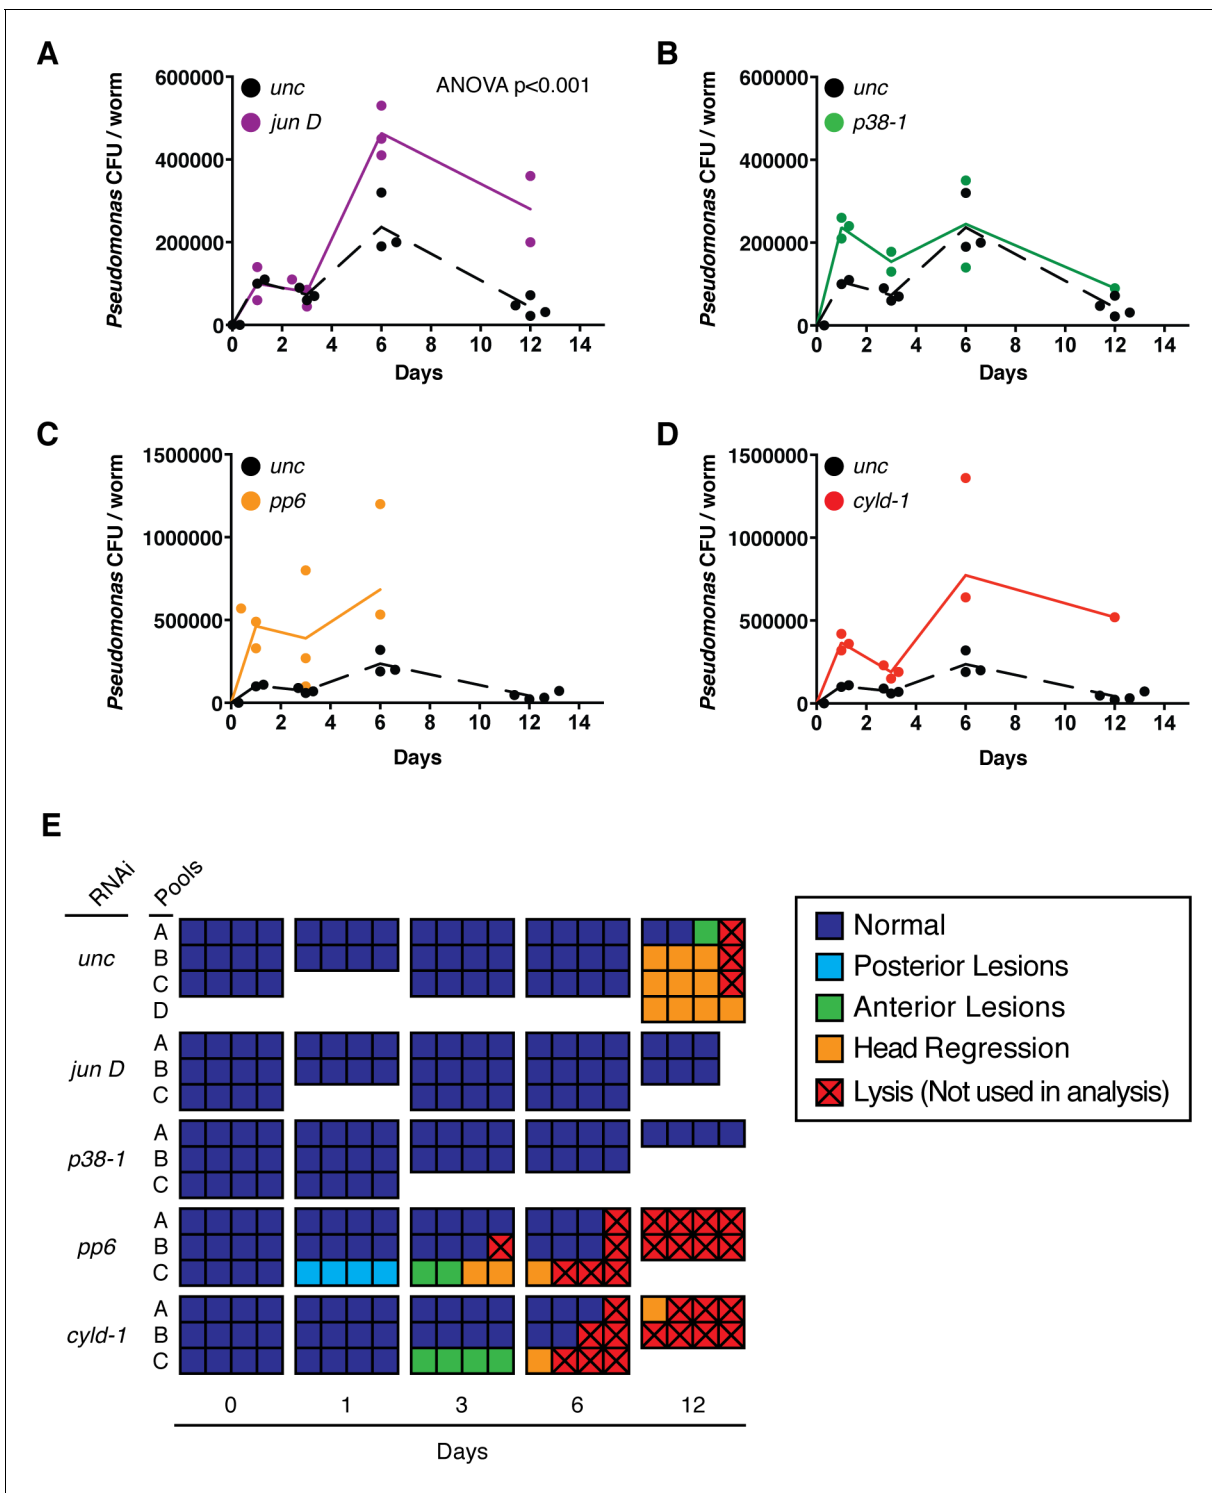 A
Pseudomonas CFU / worm
600000
400000
200000
0
unc
jun D
ANOVA p<0.001
0 2 4 6 8 10 12 14
Days
B
Pseudomonas CFU / worm
600000
400000
200000
0
unc
p38-1
0 2 4 6 8 10 12 14
Days
C
Pseudomonas CFU / worm
1500000
1000000
500000
0
unc
pp6
0 2 4 6 8 10 12 14
Days
D
Pseudomonas CFU / worm
1500000
1000000
500000
0
unc
cyld-1
0 2 4 6 8 10 12 14
Days
E
RNAi Pools
unc
A
B
C
D
jun D
A
B
C
p38-1
A
B
C
pp6
A
B
C
cyld-1
A
B
C
0 1 3 6 12
Days
Normal
Posterior Lesions
Anterior Lesions
Head Regression
Lysis (Not used in analysis)